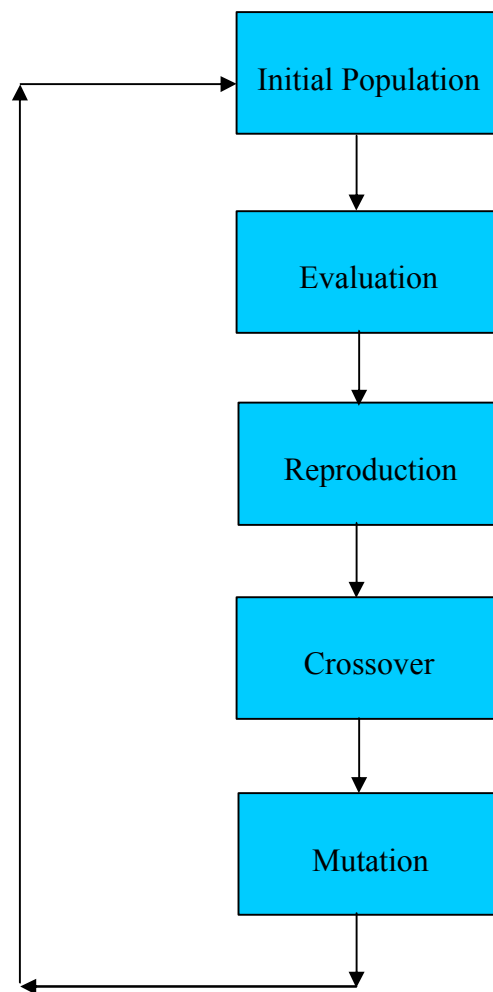 Initial Population
Evaluation
Reproduction
Crossover
Mutation